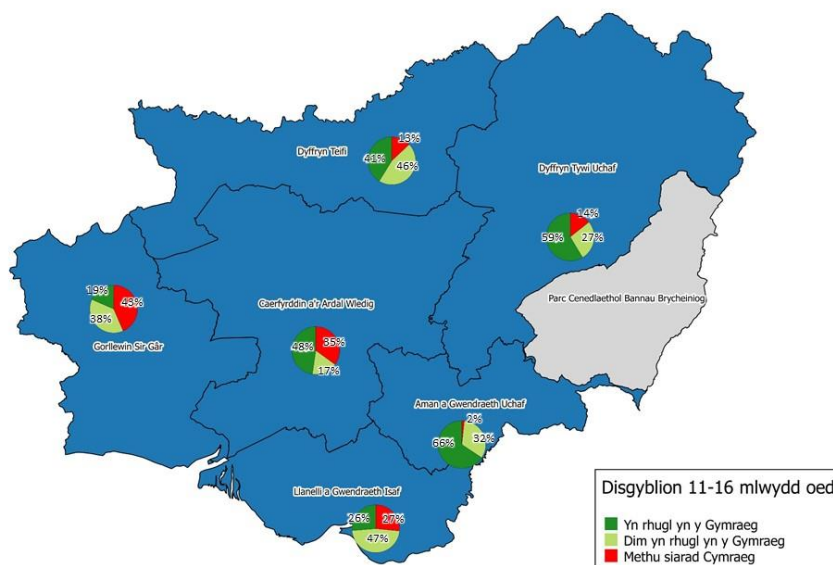 Dyffryn Teifi
13%
41%
46%
Dyffryn Tywi Uchaf
14%
59%
27%
Parc Cenedlaethol Bannau Brycheiniog
19%
43%
38%
Gorllewin Sir Gâr
Caerfyrddin a'r Ardal Wledig
48%
35%
17%
Aman a Gwendraeth Uchaf
2%
66%
32%
Llanelli a Gwendraeth Isaf
26%
27%
47%
Disgyblion 11-16 mlwydd oed
Yn rhugl yn y Gymraeg
Dim yn rhugl yn y Gymraeg
Methu siarad Cymraeg